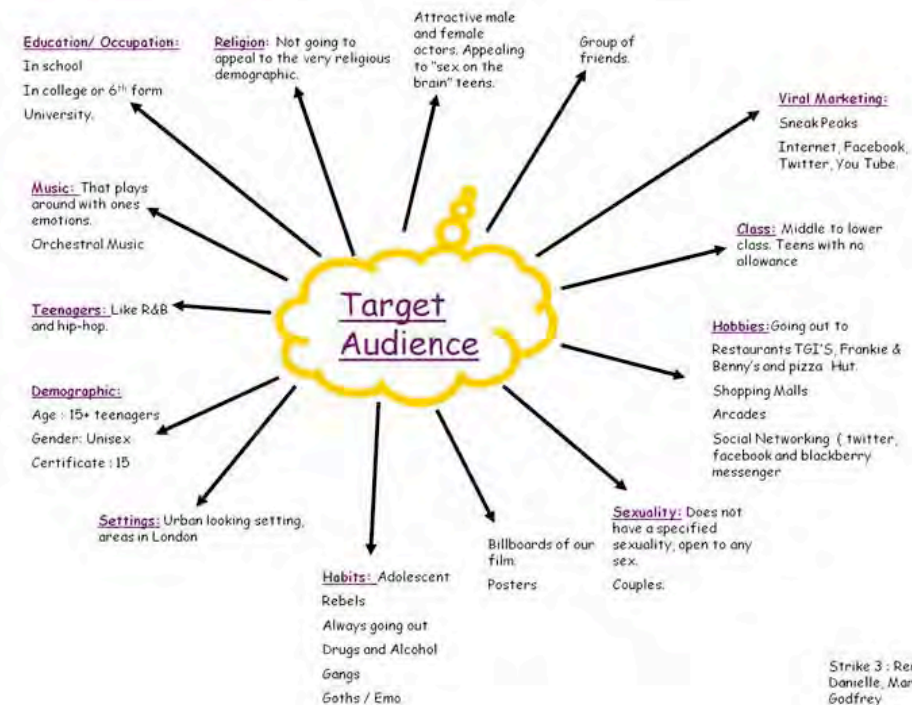 Education/ Occupation:
In school
In college or 6th form
University.
Religion: Not going to
appeal to the very religious
demographic.
Attractive male
and female
actors. Appealing
to "sex on the
brain" teens.
Group of
friends.
Viral Marketing:
Sneak Peaks
Internet, Facebook,
Twitter, You Tube.
Music: That plays
around with ones
emotions.
Orchestral Music
Class: Middle to lower
class. Teens with no
allowance
Target
Audience
Teenagers: Like R&B
and hip-hop.
Hobbies: Going out to
Restaurants TGI'S, Frankie &
Benny's and pizza Hut.
Shopping Malls
Arcades
Social Networking ( twitter,
facebook and blackberry
messenger
Demographic:
Age : 15+ teenagers
Gender: Unisex
Certificate : 15
Settings: Urban looking setting,
areas in London
Habits: Adolescent
Rebels
Always going out
Drugs and Alcohol
Gangs
Goths / Emo
Billboards of our
film.
Posters
Sexuality: Does not
have a specified
sexuality, open to any
sex.
Couples.
Strike 3 :
Danielle,
Godfrey